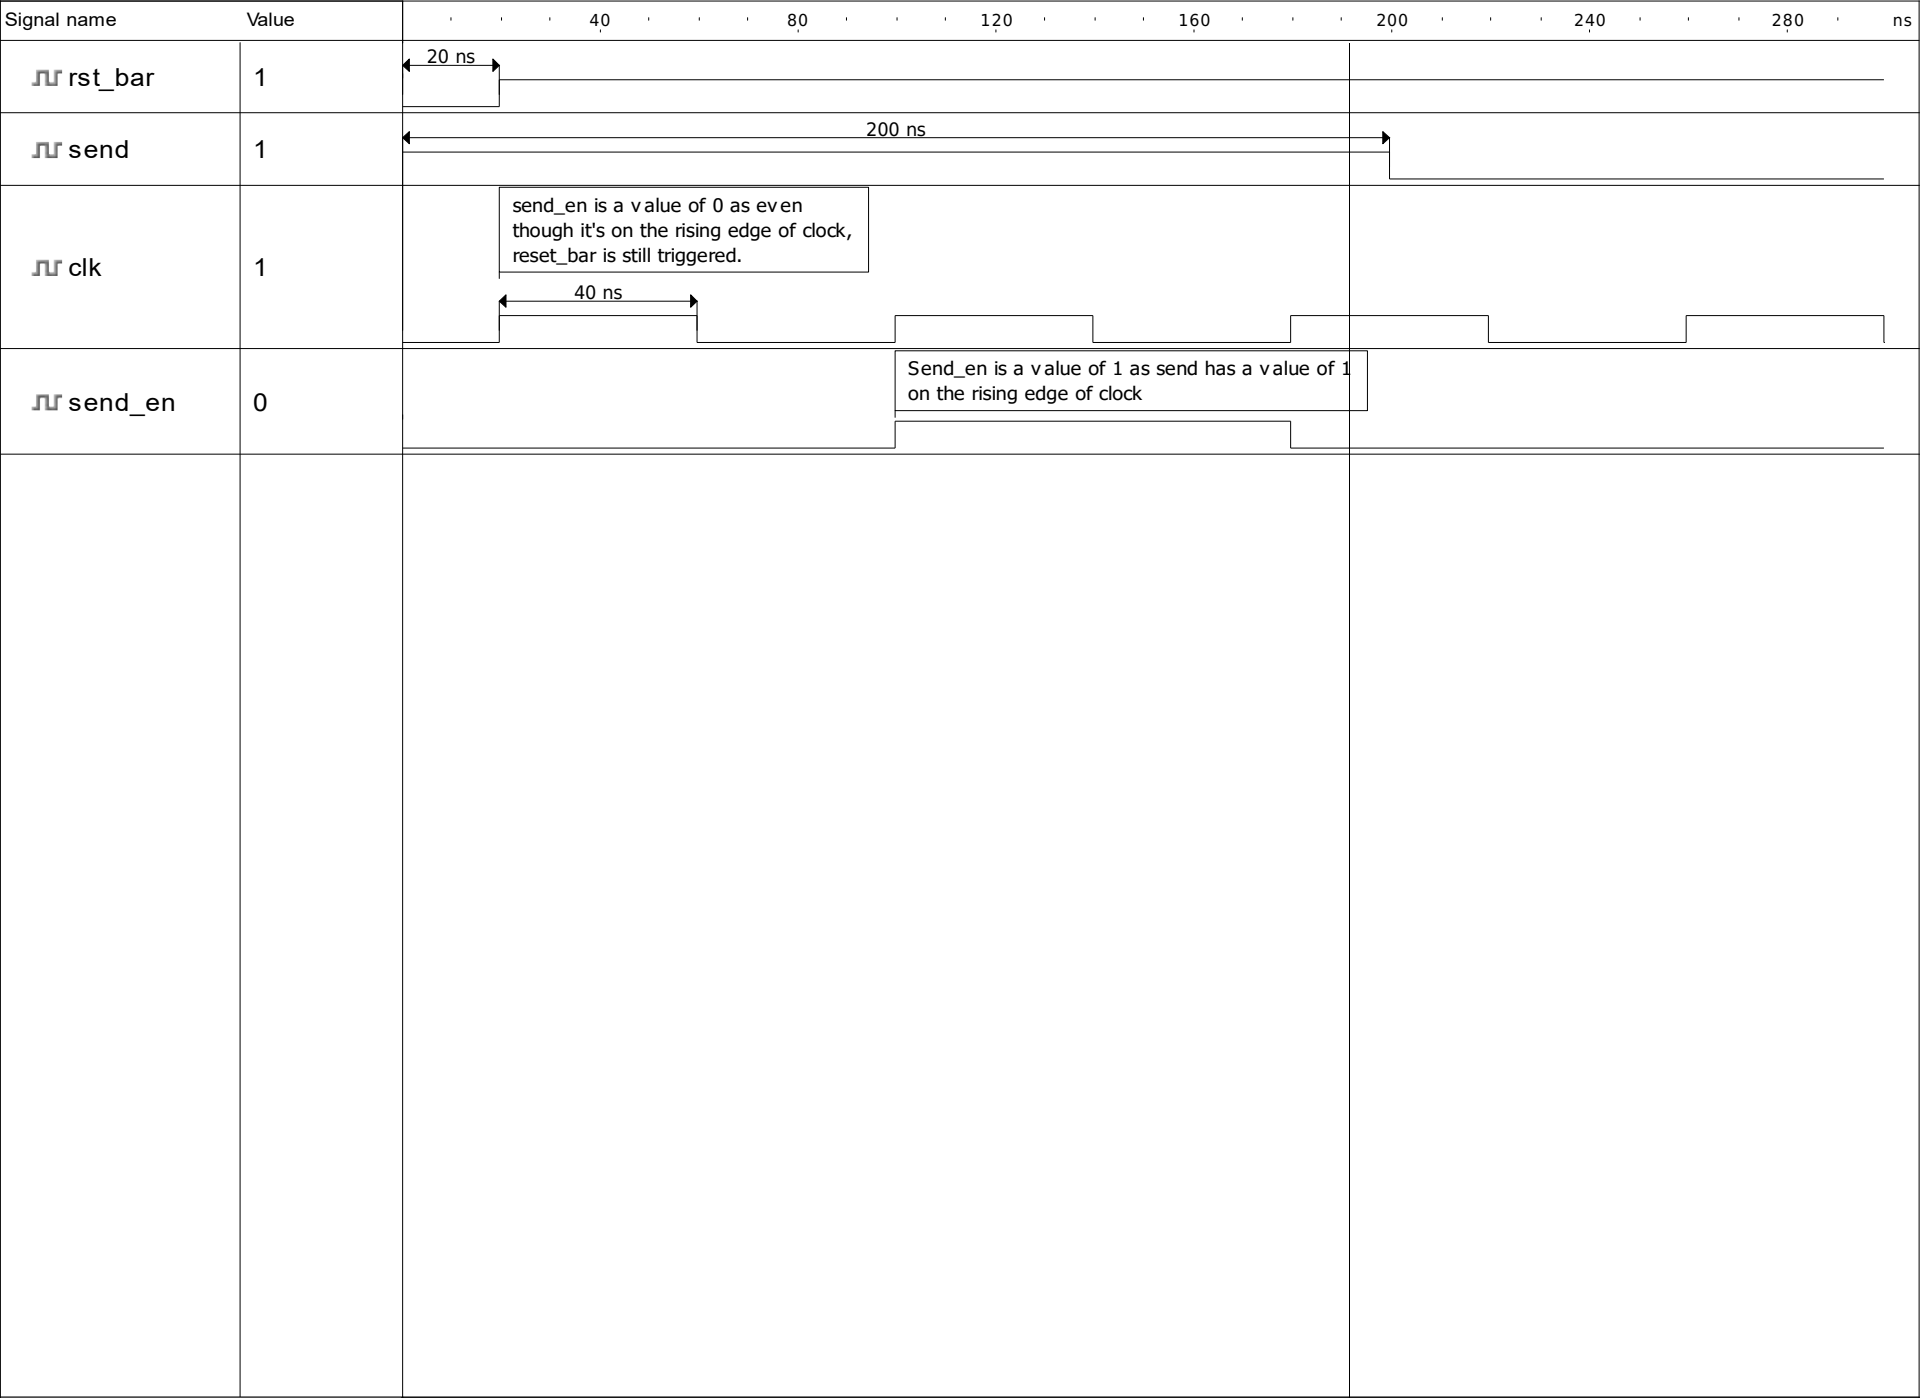 Signal name Value 40 80 120 160 200 240 280 ns
20 ns
rst_bar 1
200 ns
send 1
send_en is a value of 0 as even
though it's on the rising edge of clock,
reset_bar is still triggered.
clk 1
40 ns
Send_en is a value of 1 as send has a value of 1
on the rising edge of clock
send_en 0